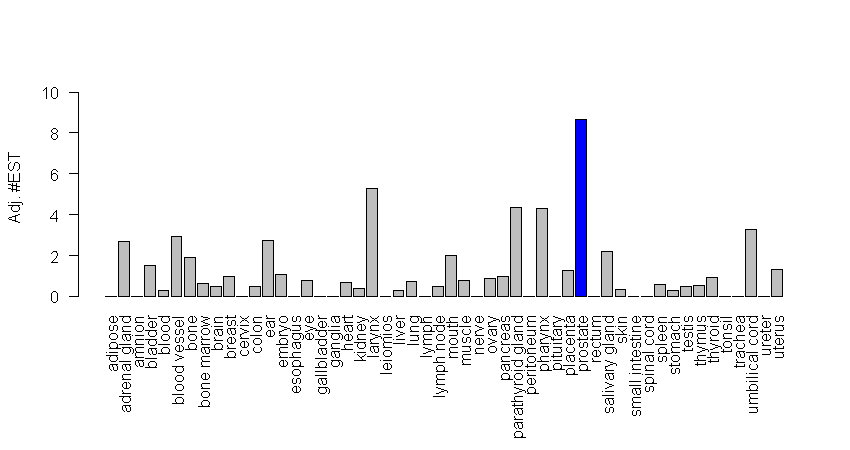 Adj. #EST
10
8
6
4
2
0
adipose
adrenal gland
amnion
bladder
blood
blood vessel
bone
bone marrow
brain
breast
cervix
colon
ear
embryo
esophagus
eye
gallbladder
ganglia
heart
kidney
larynx
leiomios
liver
lung
lymph
lymph node
mouth
muscle
nerve
ovary
pancreas
parathyroid gland
peritoneum
pharynx
pituitary
placenta
prostate
rectum
salivary gland
skin
small intestine
spinal cord
spleen
stomach
testis
thymus
thyroid
tonsil
trachea
umbilical cord
ureter
uterus